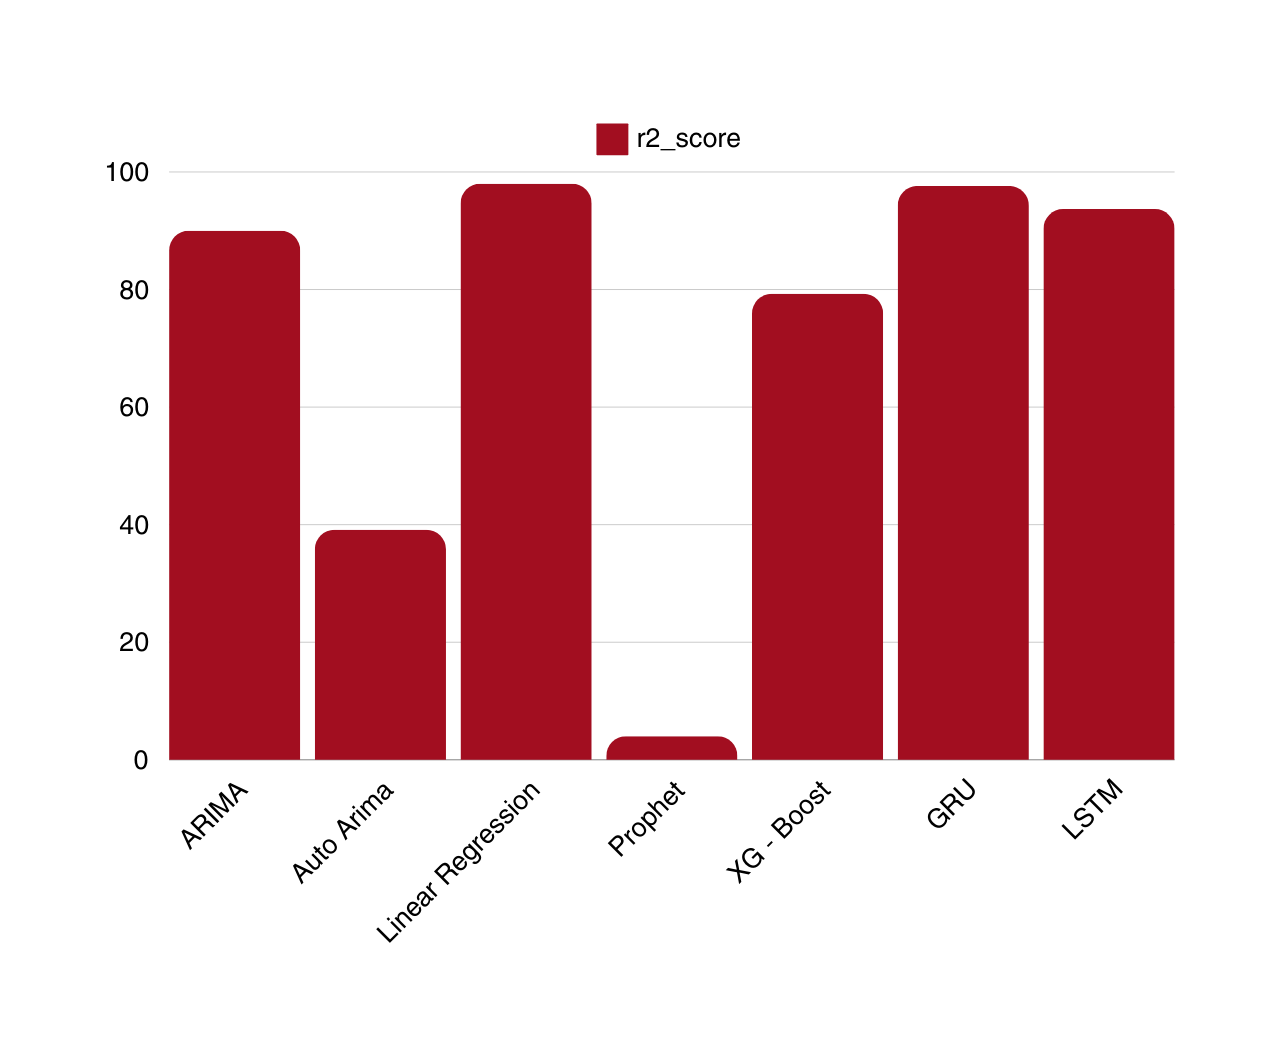 r2_score
100
80
60
40
20
0
ARIMA
Auto Arima
Linear Regression
Prophet
XG - Boost
GRU
LSTM